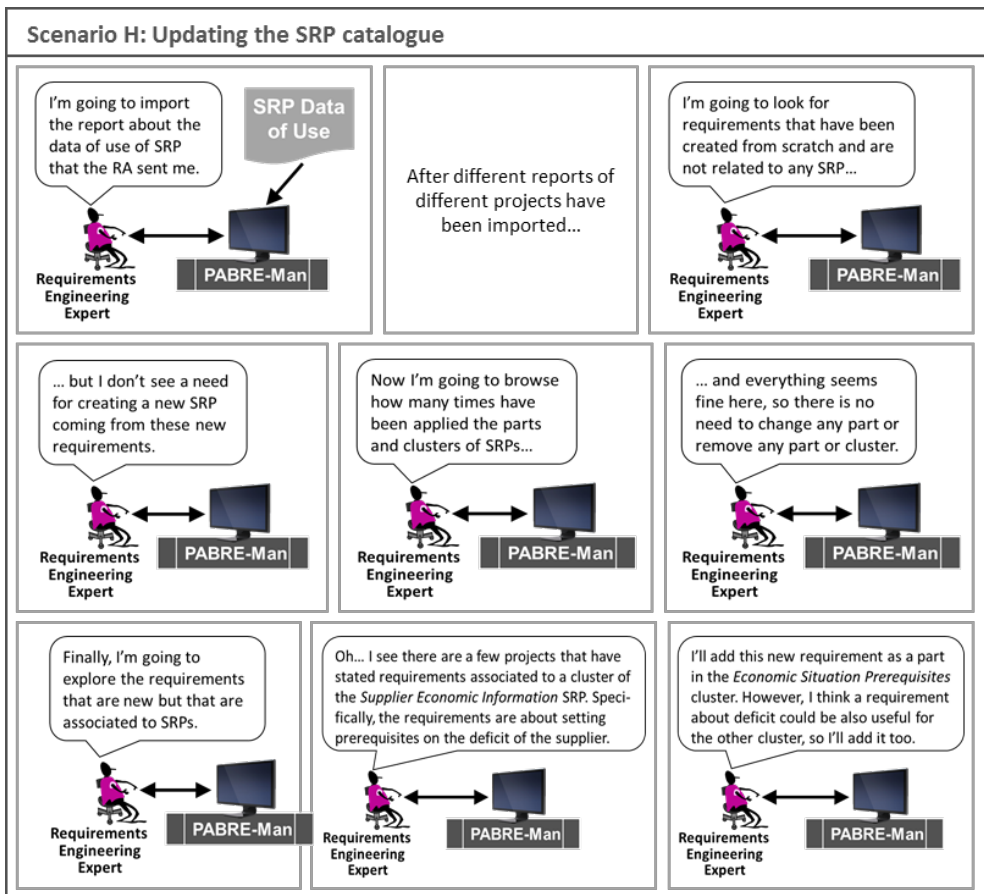 Scenario H: Updating the SRP catalogue
I'm going to import
the report about the
data of use of SRP
that the RA sent me.
SRP Data
of Use
Requirements
Engineering
Expert
PABRE-Man
After different reports of
different projects have
been imported…
I'm going to look for
requirements that have been
created from scratch and are
not related to any SRP…
Requirements
Engineering
Expert
PABRE-Man
… but I don't see a need
for creating a new SRP
coming from these new
requirements.
Requirements
Engineering
Expert
PABRE-Man
Now I'm going to browse
how many times have
been applied the parts
and clusters of SRPs…
Requirements
Engineering
Expert
PABRE-Man
… and everything seems
fine here, so there is no
need to change any part or
remove any part or cluster.
Requirements
Engineering
Expert
PABRE-Man
Finally, I'm going to
explore the requirements
that are new but that are
associated to SRPs.
Requirements
Engineering
Expert
PABRE-Man
Oh… I see there are a few projects that have
stated requirements associated to a cluster of
the Supplier Economic Information SRP. Speci-
fically, the requirements are about setting
prerequisites on the deficit of the supplier.
Requirements
Engineering
Expert
PABRE-Man
I'll add this new requirement as a part
in the Economic Situation Prerequisites
cluster. However, I think a requirement
about deficit could be also useful for
the other cluster, so I'll add it too.
Requirements
Engineering
Expert
PABRE-Man